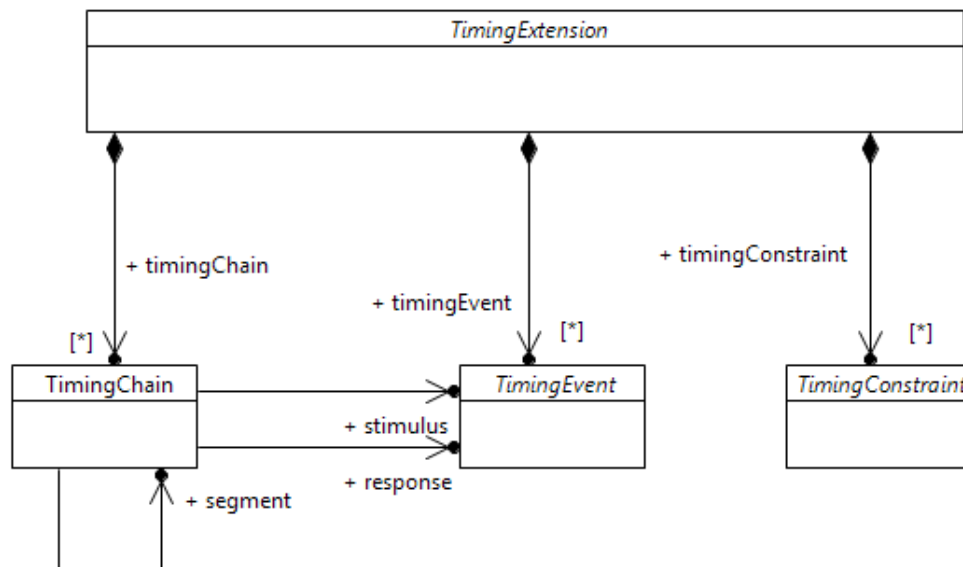 TimingExtension
+ timingChain
+ timingConstraint
+ timingEvent
[*]
[*]
[*]
TimingChain
TimingEvent
TimingConstraint
+ stimulus
+ response
+ segment